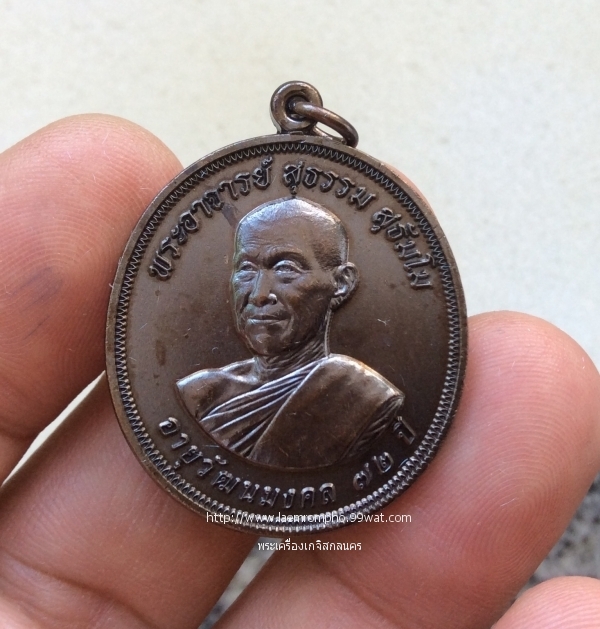 พระอาจารย์ สุธรรม สุธัมโม
อายุวัฒนมงคล ๗๒ ปี
http://www.laemrompho.99wat.com
พระเครื่องเกจิสกลนคร